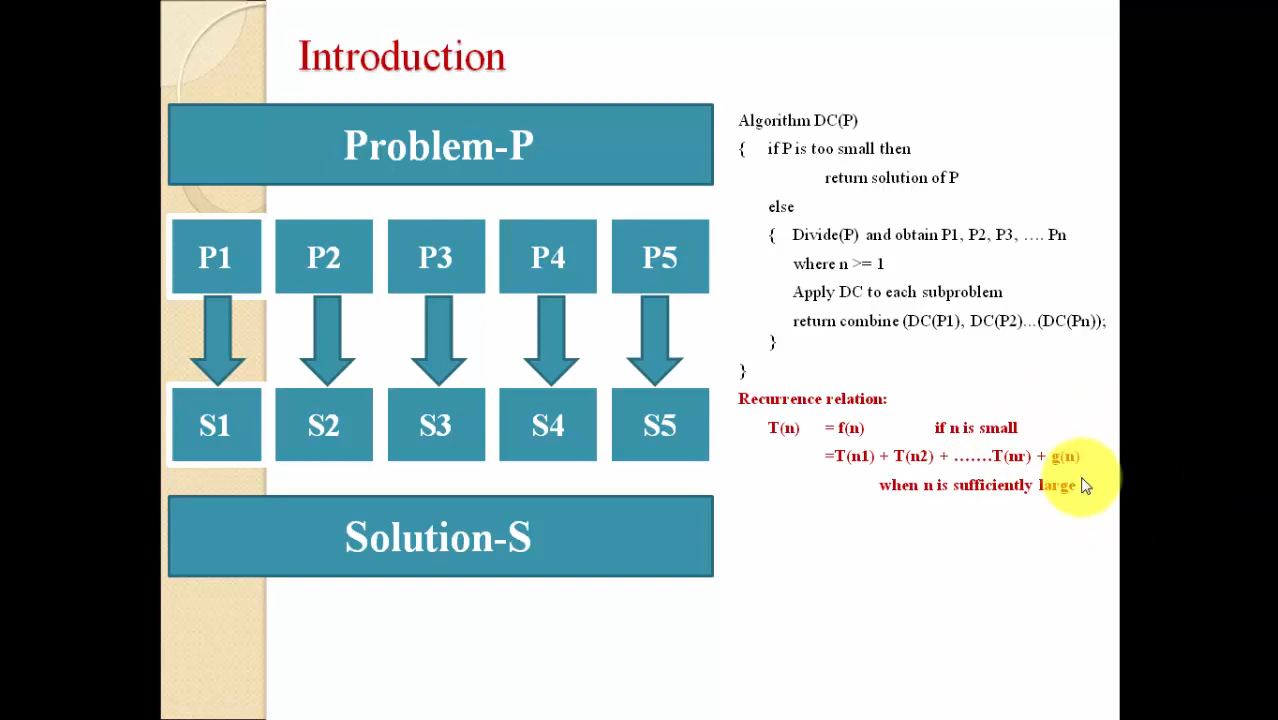 Introduction
Problem-P
P1 P2 P3 P4 P5
S1 S2 S3 S4 S5
Solution-S
Algorithm DC(P)
{ if P is too small then
return solution of P
else
{ Divide(P) and obtain P1, P2, P3, …. Pn
where n >= 1
Apply DC to each subproblem
return combine (DC(P1), DC(P2)...(DC(Pn));
}
}
Recurrence relation:
T(n) = f(n) if n is small
=T(n1) + T(n2) + …….T(nr) + g(n)
when n is sufficiently large